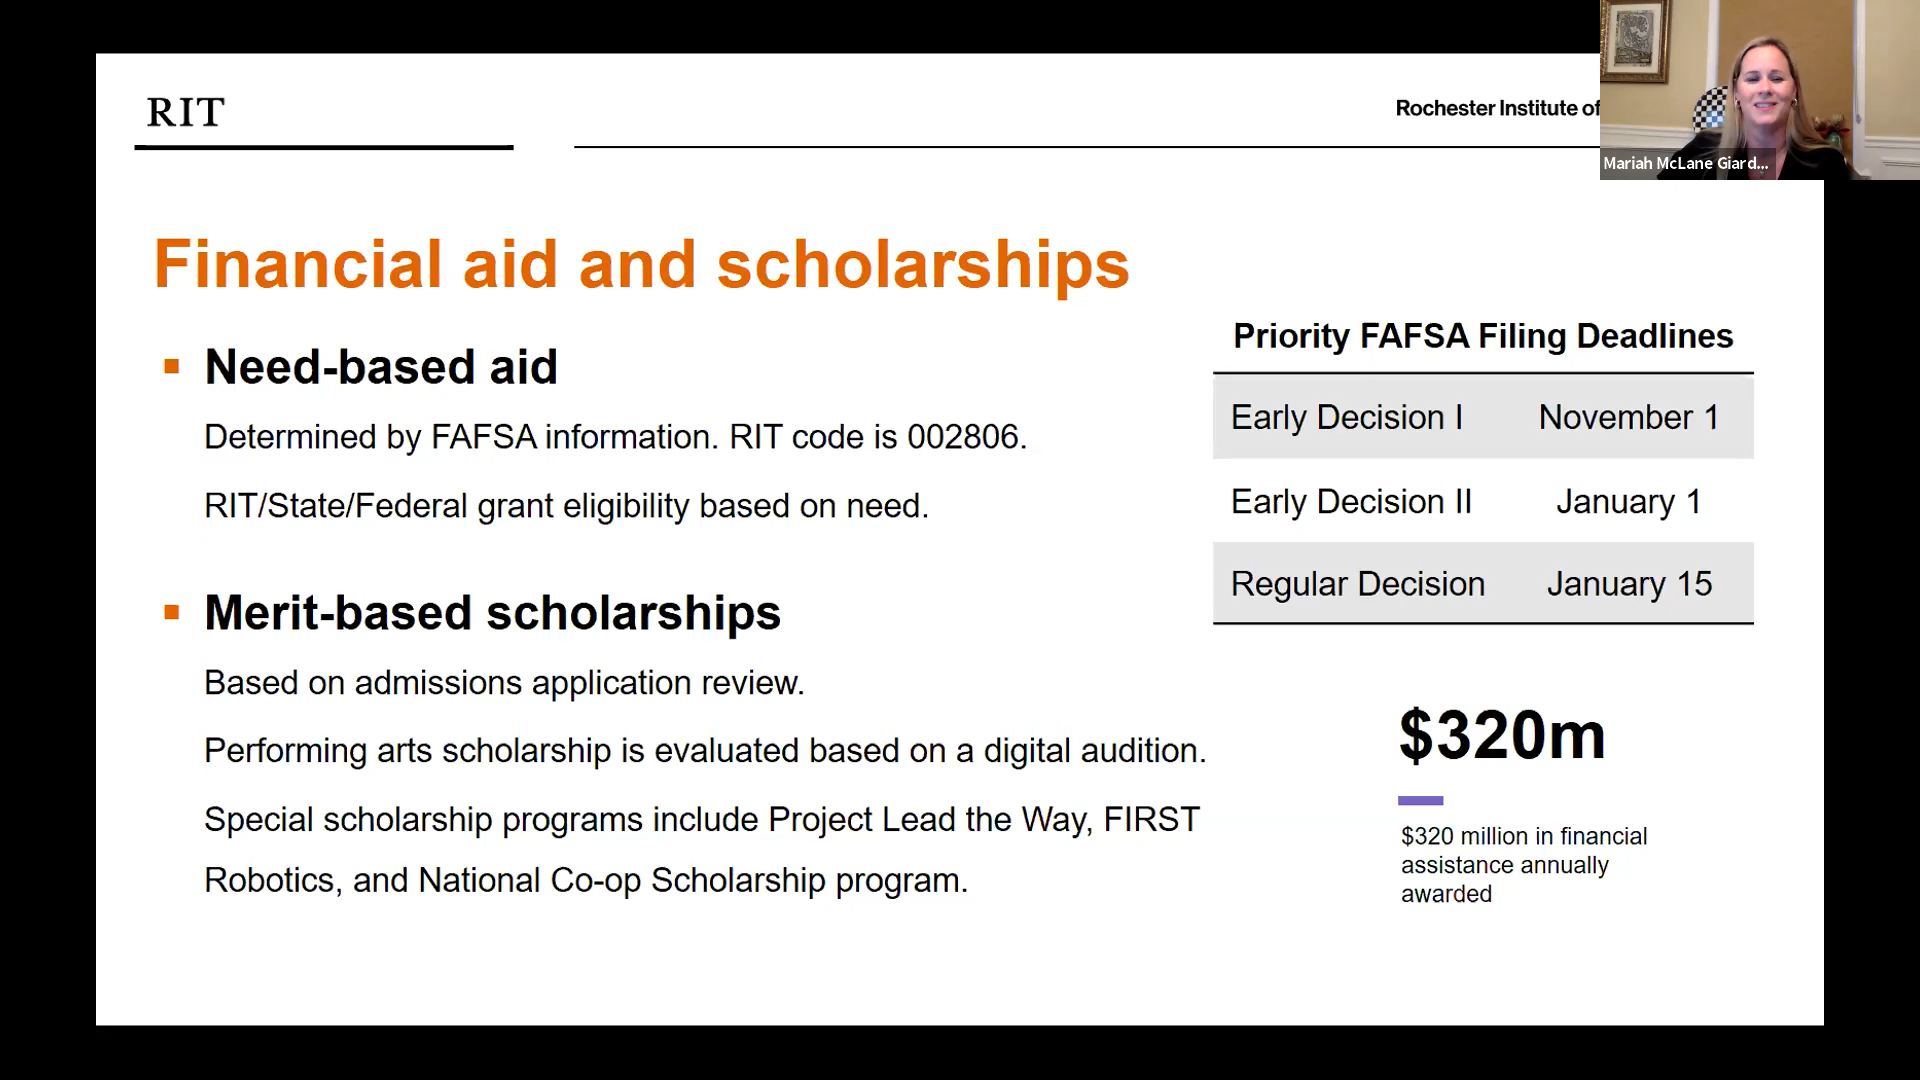 RIT
Rochester Institute of
Mariah McLane Giard...
Financial aid and scholarships
Need-based aid
Determined by FAFSA information. RIT code is 002806.
RIT/State/Federal grant eligibility based on need.
Merit-based scholarships
Based on admissions application review.
Performing arts scholarship is evaluated based on a digital audition.
Special scholarship programs include Project Lead the Way, FIRST
Robotics, and National Co-op Scholarship program.
Priority FAFSA Filing Deadlines
Early Decision I November 1
Early Decision II January 1
Regular Decision January 15
$320m
$320 million in financial
assistance annually
awarded